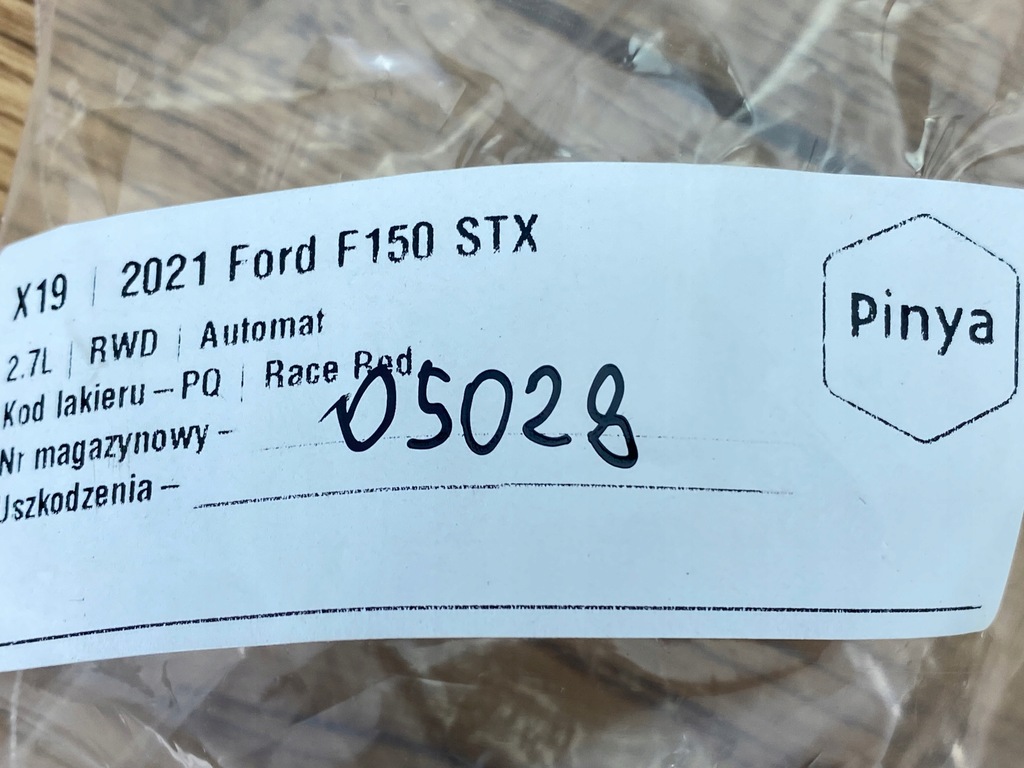 X19 | 2021 Ford F150 STX
2.7L | RWD | Automat
Kod lakieru – PQ | Race Red
Nr magazynowy – 05028
Uszkodzenia –
Pinya